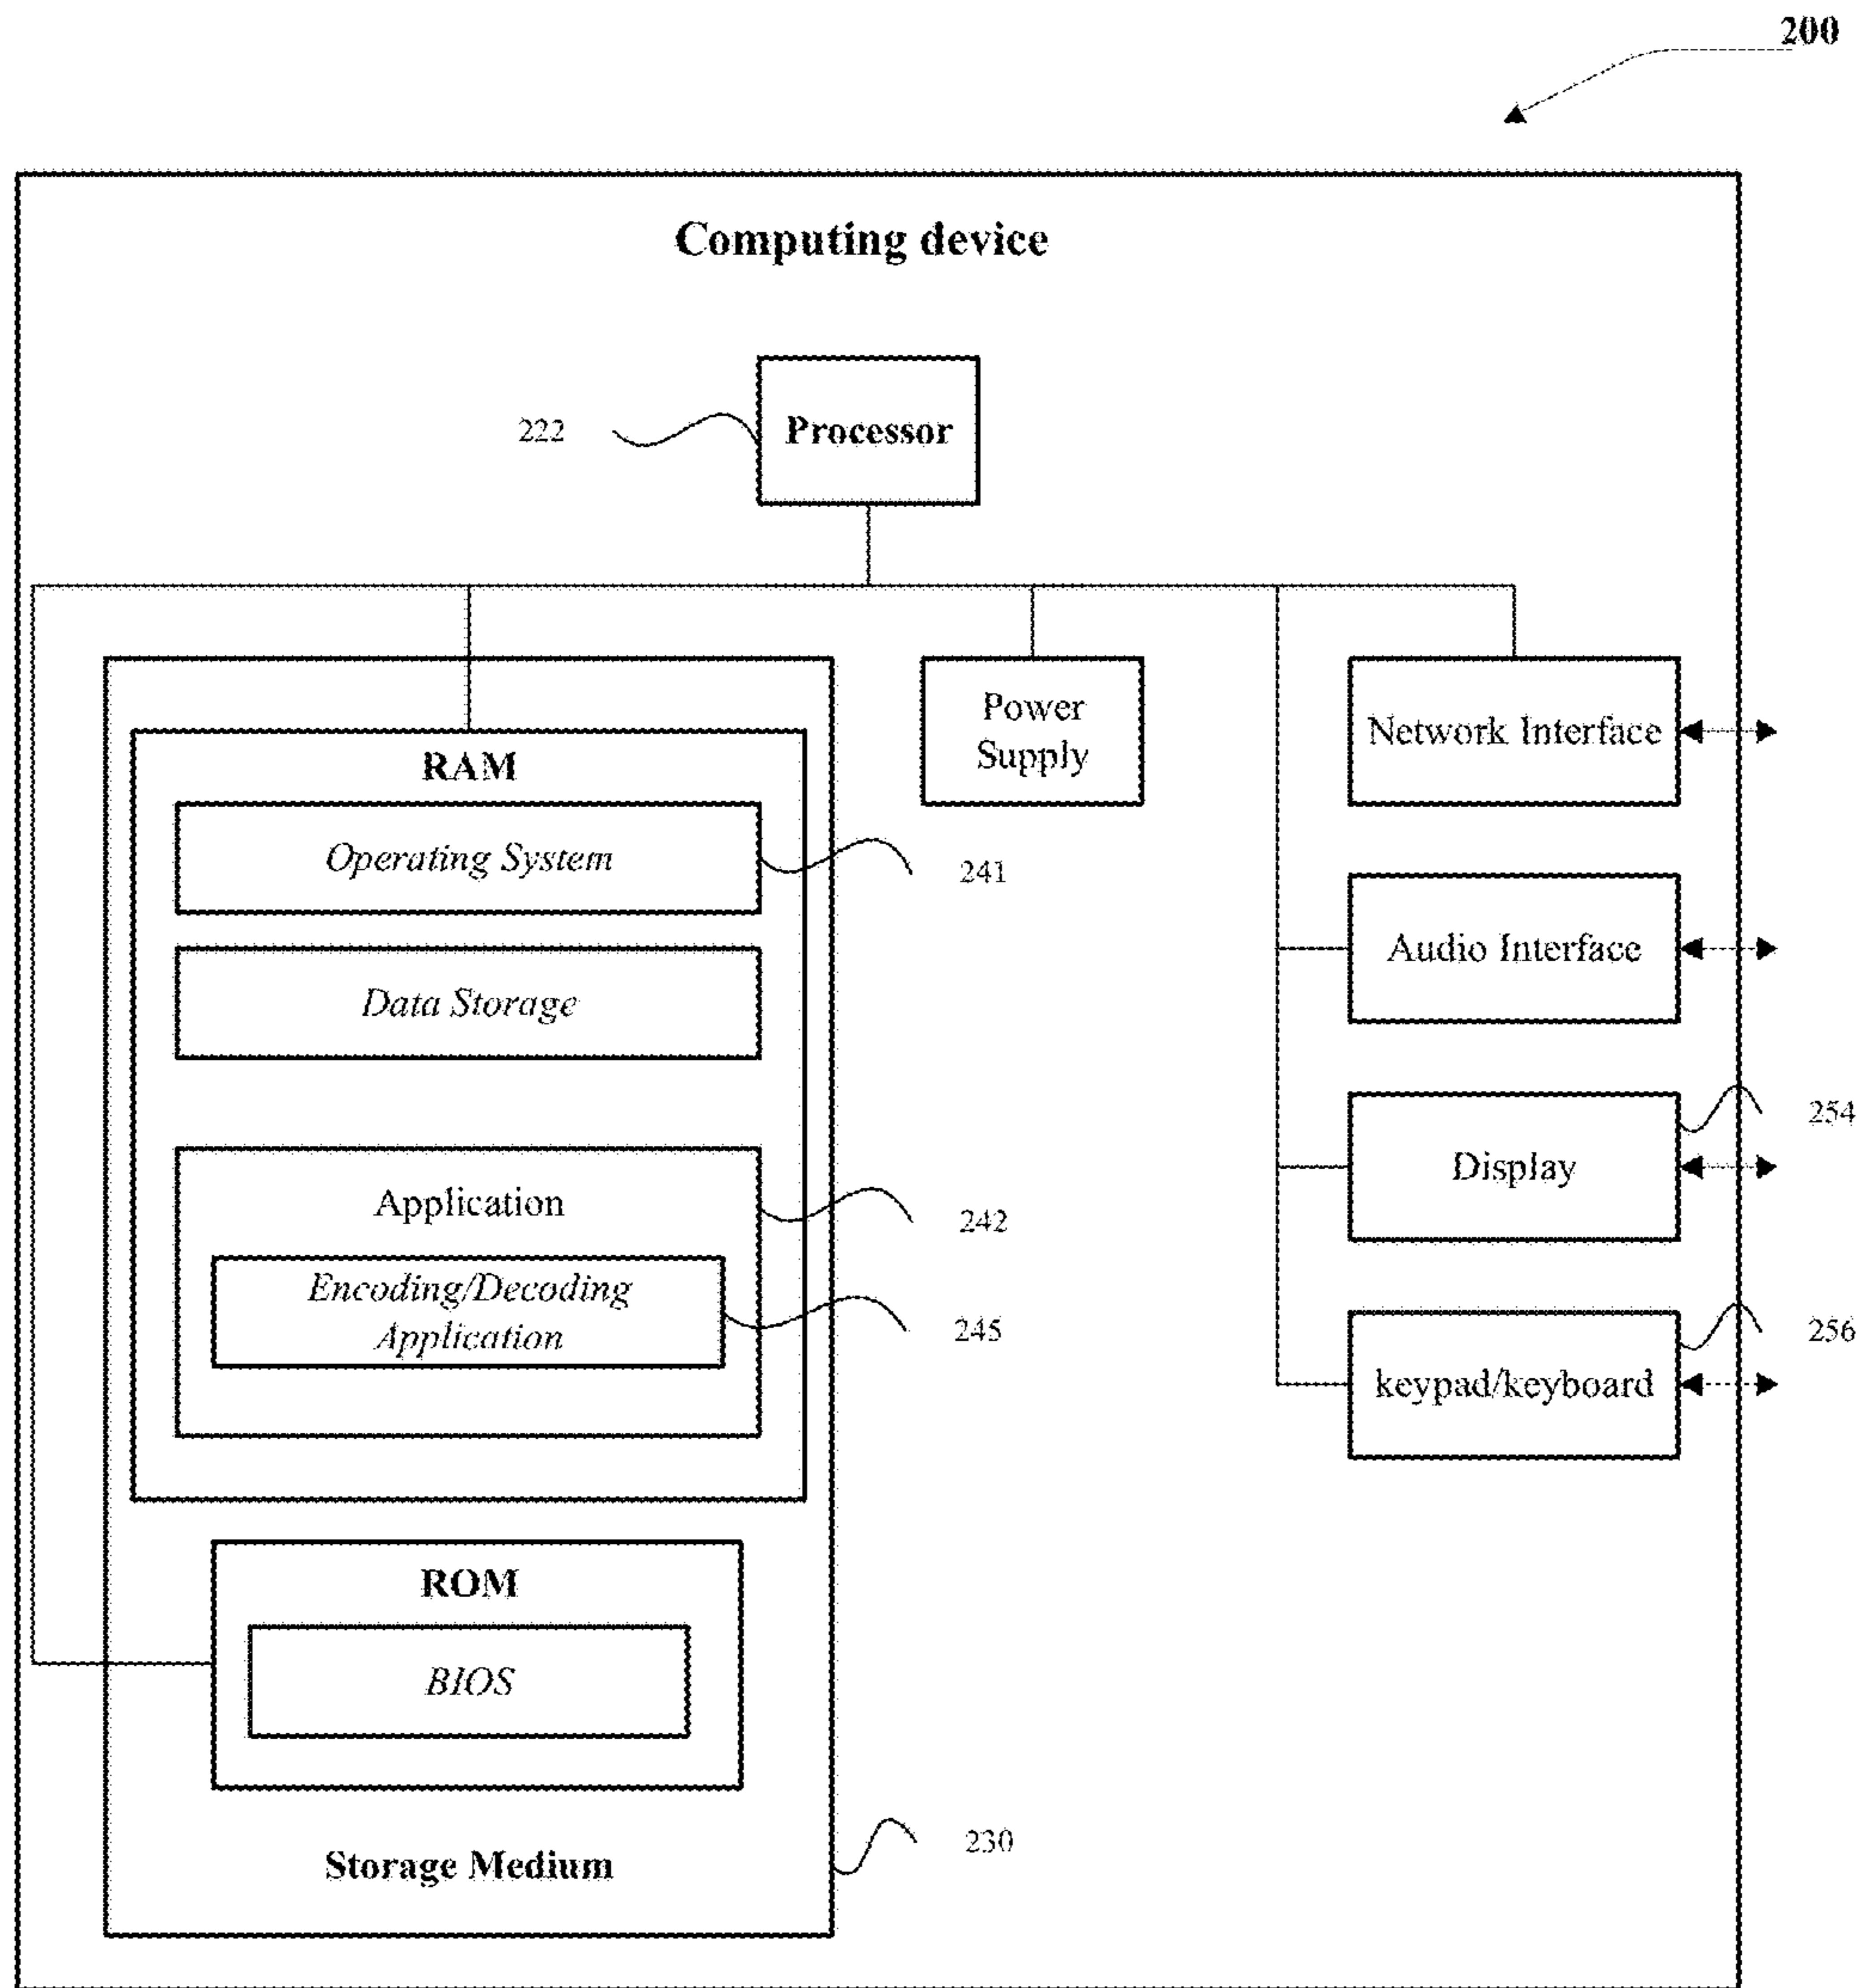 200
Computing device
222
Processor
RAM
Operating System
241
Data Storage
Application
242
Encoding/Decoding
Application
245
ROM
BIOS
Storage Medium
230
Power
Supply
Network Interface
Audio Interface
254
Display
256
keypad/keyboard